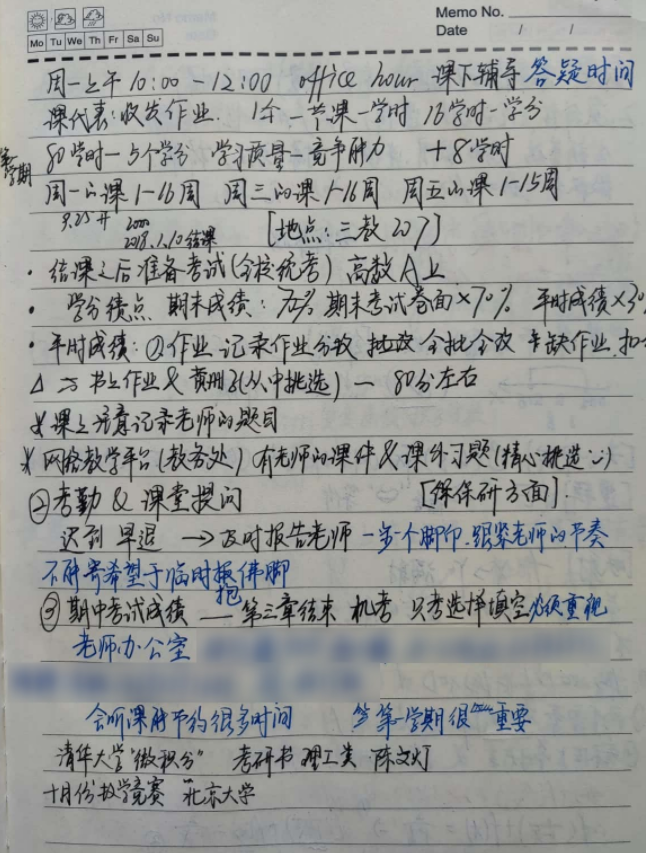 Memo No.
Mo Tu We Th Fr Sa Su
Date / /
周一上午 10:00 - 12:00 office hour 课下辅导 答疑时间
课代表:收发作业. 1个一节课一学时 16学时一学分
第一学期
80学时-5个学分 学习质量-竞争能力 +8学时
周一的课1-16周 周三的课1-16周 周五的课1-15周
9.25开
2018.1.10结课 [地点:三教207]
· 结课之后准备考试(全校统考) 高数A上
· 学分绩点 期末成绩: 70% 期末考试卷面×70% 平时成绩×30
· 平时成绩: ①作业 记录作业分数 批改 全批全改 缺作业.扣
书上作业& 黄册子(从中挑选) — 80分左右
课上注意记录老师的题目
网络教学平台(教务处) 有老师的课件&课外习题(精心挑选
②考勤 & 课堂提问 [保保研方面].
迟到 早退 → 及时报告老师 一步一个脚印.跟紧老师的节奏
不能寄希望于临时抱佛脚
③期中考试成绩 — 第三章结束 机考 只考选择填空 必须重视
老师办公室
会听课能节约很多时间 第一学期很重要
清华大学"微积分" 考研书 理工类 陈文灯
十月份数学竞赛 北京大学